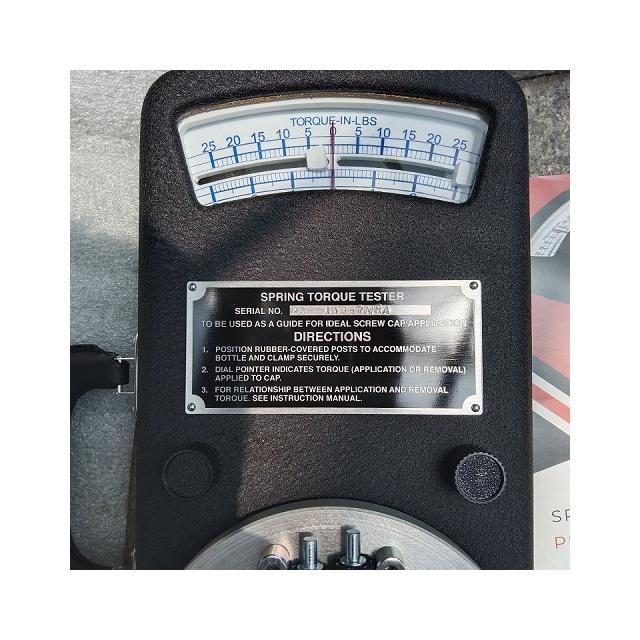 TORQUE-IN-LBS
25 20 15 10 5 0 5 10 15 20 25
SPRING TORQUE TESTER
SERIAL NO.
TO BE USED AS A GUIDE FOR IDEAL SCREW CAP APPLICATION
DIRECTIONS
1. POSITION RUBBER-COVERED POSTS TO ACCOMMODATE
BOTTLE AND CLAMP SECURELY.
2. DIAL POINTER INDICATES TORQUE (APPLICATION OR REMOVAL)
APPLIED TO CAP.
3. FOR RELATIONSHIP BETWEEN APPLICATION AND REMOVAL
TORQUE. SEE INSTRUCTION MANUAL.